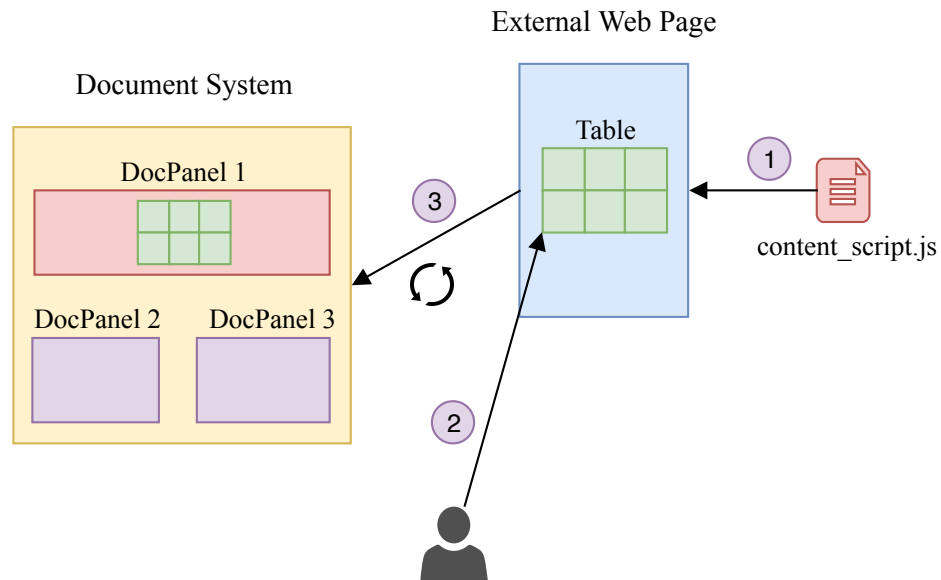 External Web Page
Document System
Table
1
DocPanel 1
3
content_script.js
DocPanel 2
DocPanel 3
2